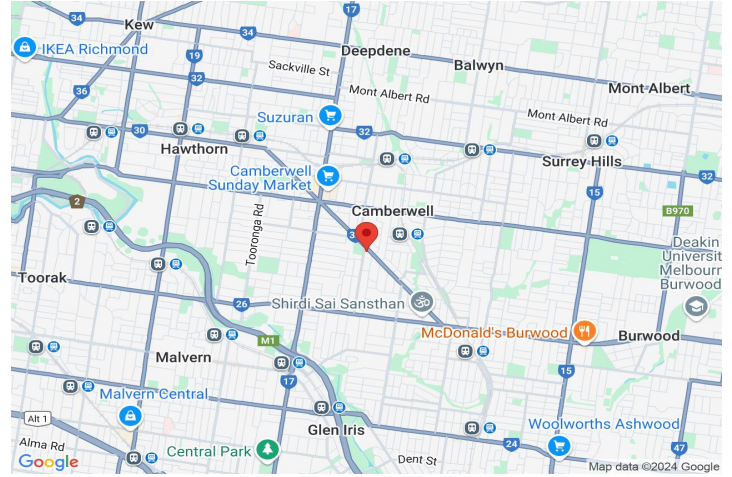 34
Kew
17
34
IKEA Richmond
19
Deepdene
Balwyn
Sackville St
32
Mont Albert
36
Mont Albert Rd
Suzuran
Mont Albert Rd
30
32
Hawthorn
Surrey Hills
Camberwell
Sunday Market
32
15
2
Camberwell
B970
Tooronga Rd
Deakin
Universit
Melbourn
Burwood
Toorak
26
Shirdi Sai Sansthan
ॐ
McDonald's Burwood
Burwood
M1
Malvern
17
15
Malvern Central
Alt 1
Glen Iris
Woolworths Ashwood
Alma Rd
Central Park
24
47
Dent St
Google
Map data ©2024 Google